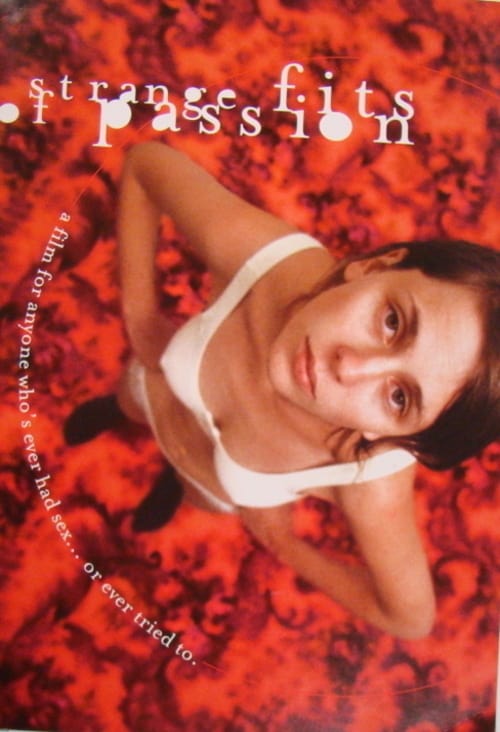 strange fits
of passion
a film for anyone who's ever had sex... or ever tried to.